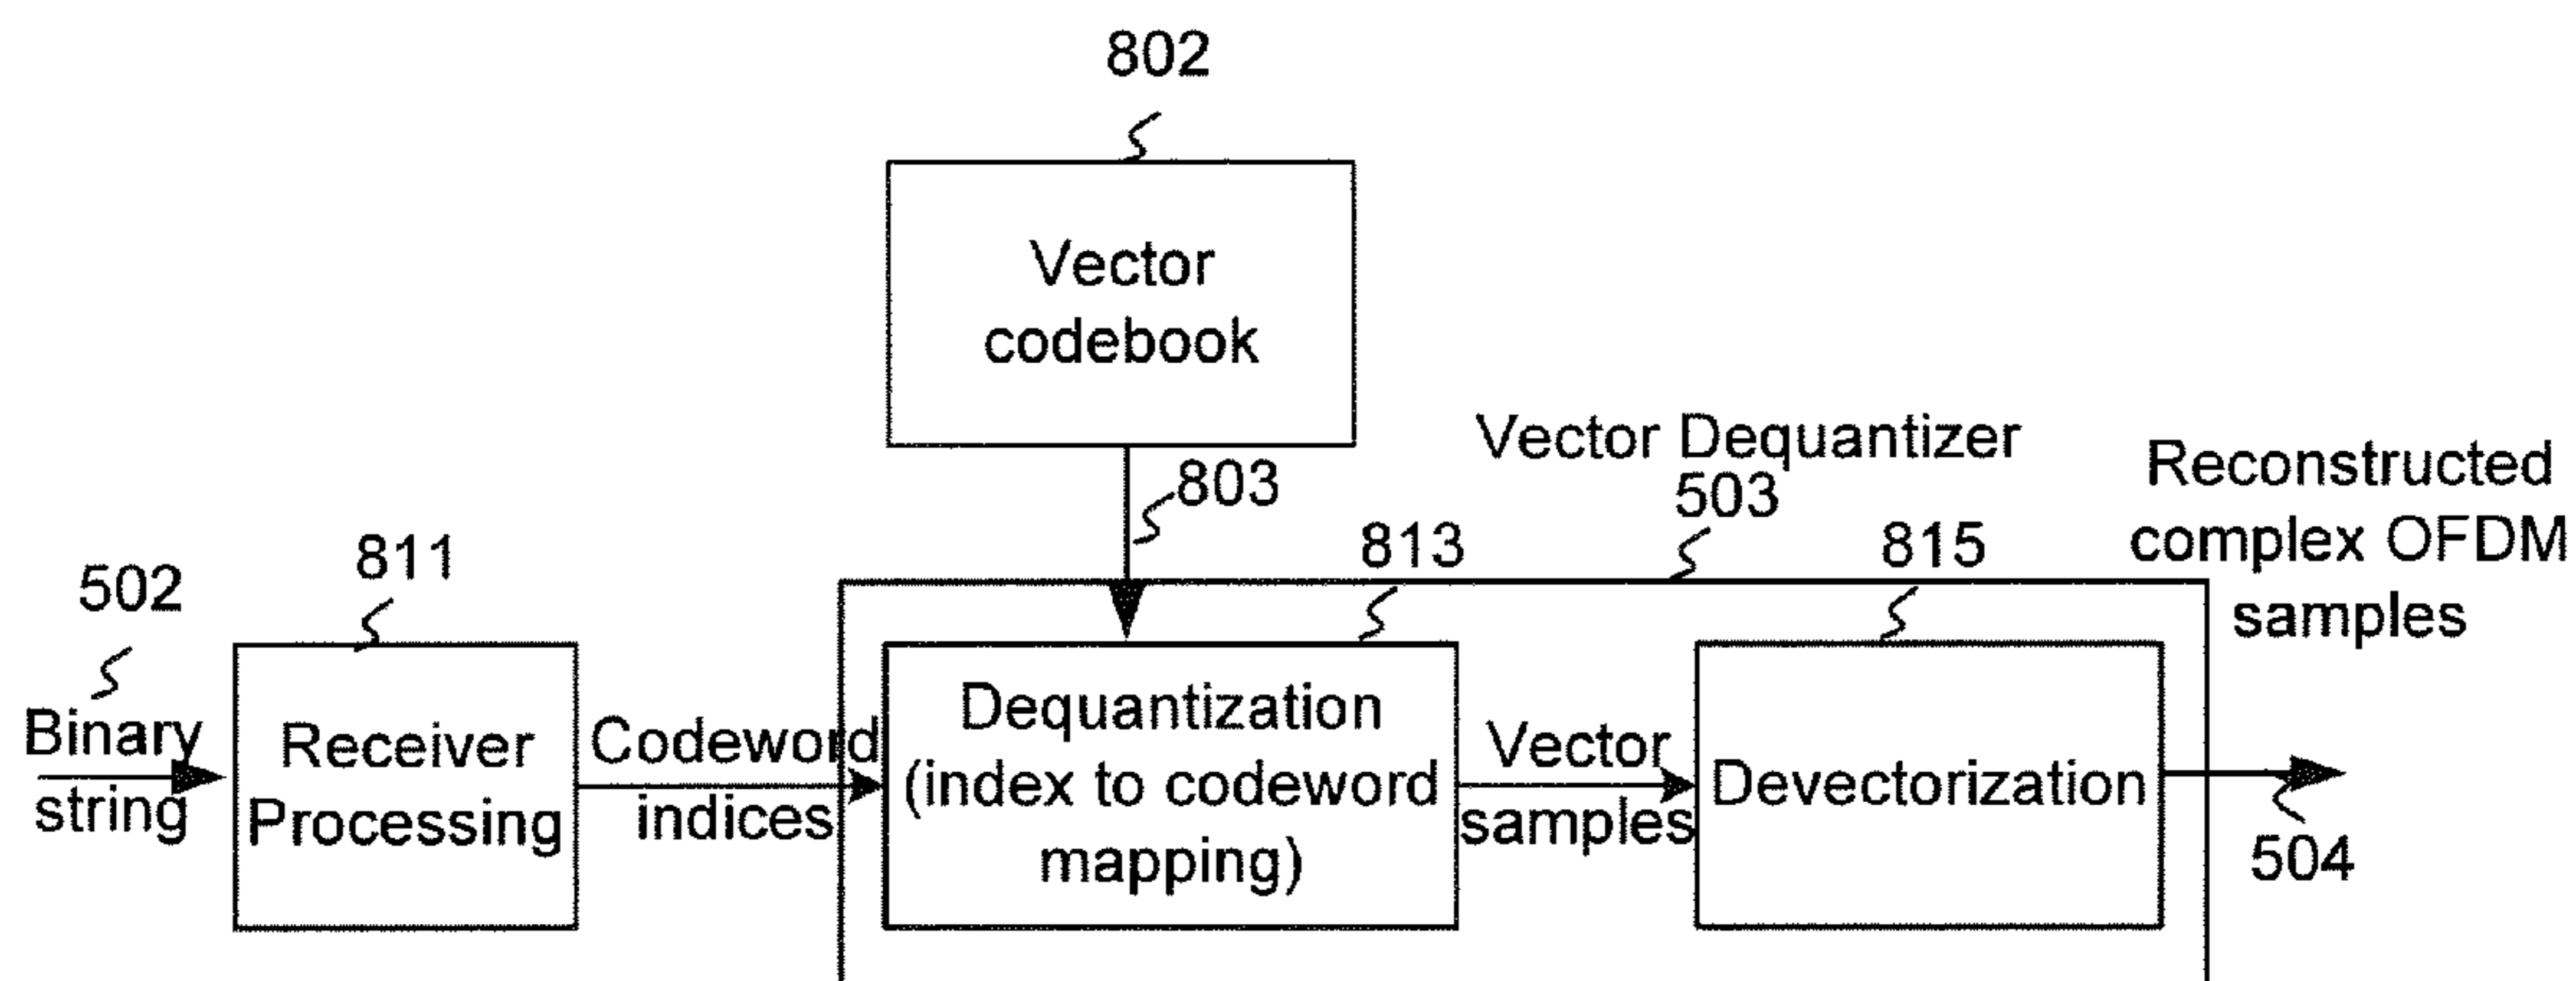 802
Vector
codebook
803
Vector Dequantizer
503
Reconstructed
complex OFDM
samples
502
811
813
815
Binary
string
Receiver
Processing
Codeword
indices
Dequantization
(index to codeword
mapping)
Vector
samples
Devectorization
504